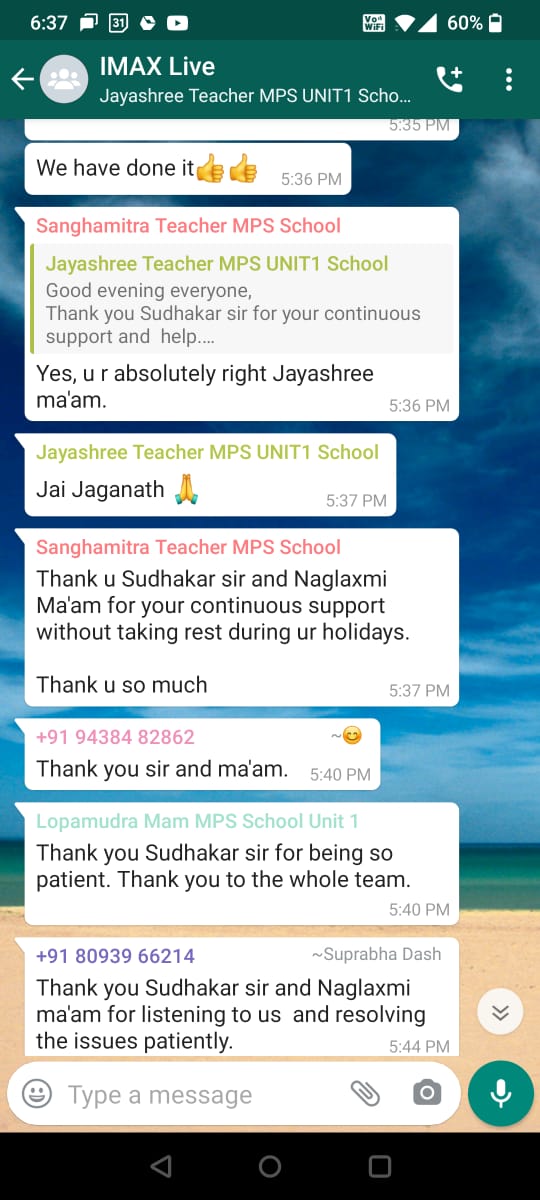 6:37 31 Vo WiFi 60%
IMAX Live
Jayashree Teacher MPS UNIT1 Scho...
5:35 PM
We have done it👍👍 5:36 PM
Sanghamitra Teacher MPS School
Jayashree Teacher MPS UNIT1 School
Good evening everyone,
Thank you Sudhakar sir for your continuous
support and  help....
Yes, u r absolutely right Jayashree
ma'am. 5:36 PM
Jayashree Teacher MPS UNIT1 School
Jai Jaganath 🙏 5:37 PM
Sanghamitra Teacher MPS School
Thank u Sudhakar sir and Naglaxmi
Ma'am for your continuous support
without taking rest during ur holidays.
Thank u so much 5:37 PM
+91 94384 82862 ~😊
Thank you sir and ma'am. 5:40 PM
Lopamudra Mam MPS School Unit 1
Thank you Sudhakar sir for being so
patient. Thank you to the whole team.
5:40 PM
+91 80939 66214 ~Suprabha Dash
Thank you Sudhakar sir and Naglaxmi
ma'am for listening to us  and resolving
the issues patiently. 5:44 PM
Type a message